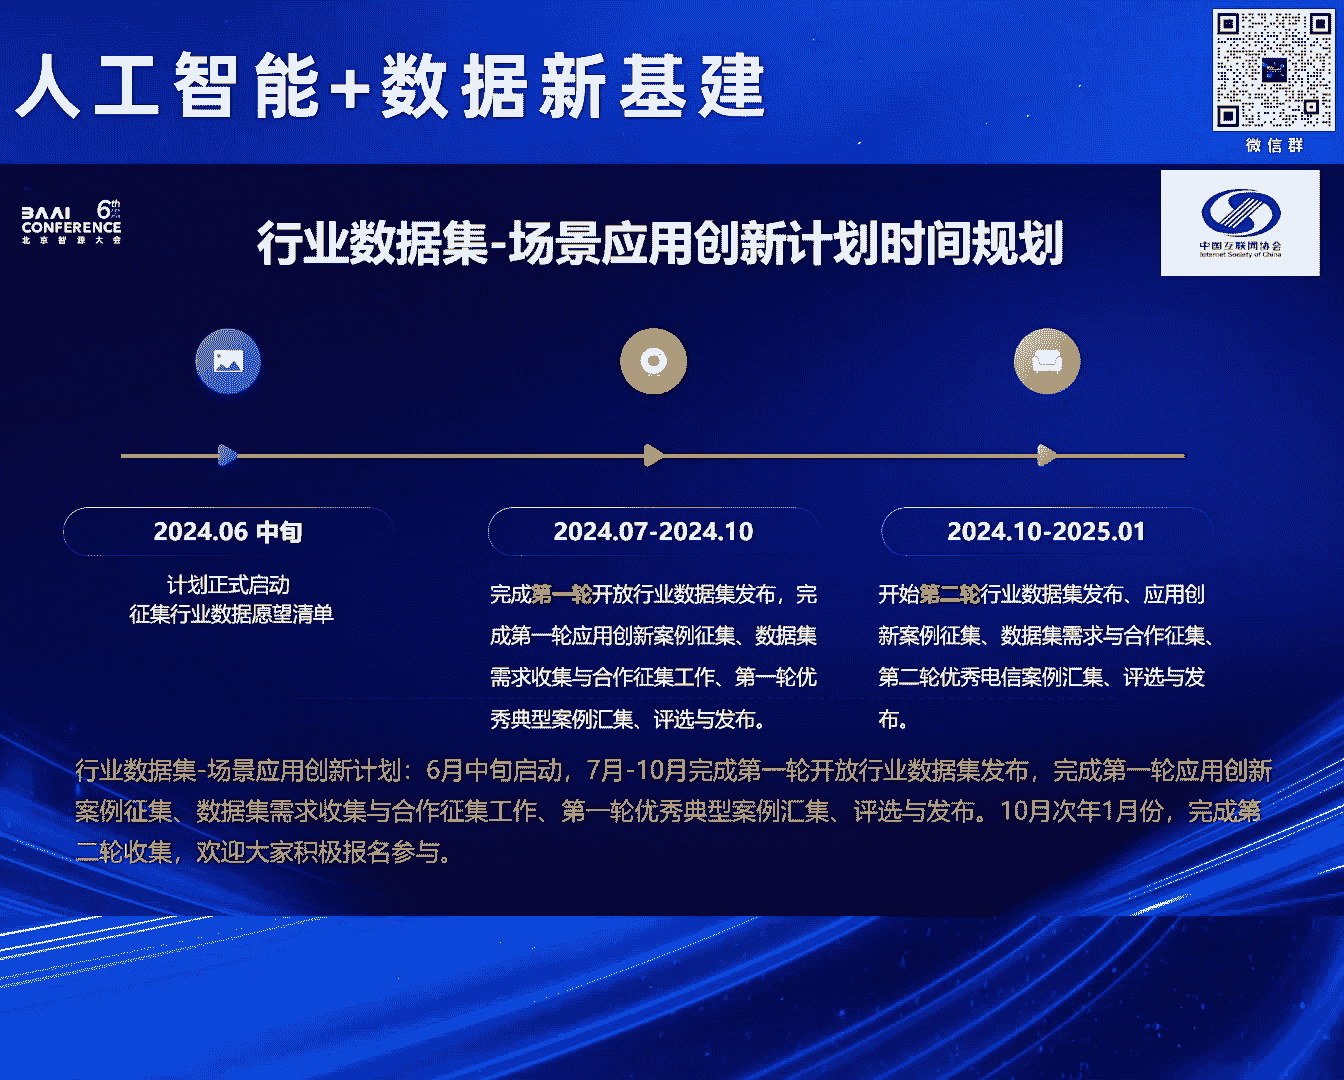 人工智能+数据新基建
微信群
BAAI 6th
CONFERENCE
北京智源大会
行业数据集-场景应用创新计划时间规划
中国互联网协会
Internet Society of China
2024.06 中旬
计划正式启动
征集行业数据愿望清单
2024.07-2024.10
完成第一轮开放行业数据集发布，完
成第一轮应用创新案例征集、数据集
需求收集与合作征集工作、第一轮优
秀典型案例汇集、评选与发布。
2024.10-2025.01
开始第二轮行业数据集发布、应用创
新案例征集、数据集需求与合作征集、
第二轮优秀电信案例汇集、评选与发
布。
行业数据集-场景应用创新计划：6月中旬启动，7月-10月完成第一轮开放行业数据集发布，完成第一轮应用创新
案例征集、数据集需求收集与合作征集工作、第一轮优秀典型案例汇集、评选与发布。10月次年1月份，完成第
二轮收集，欢迎大家积极报名参与。